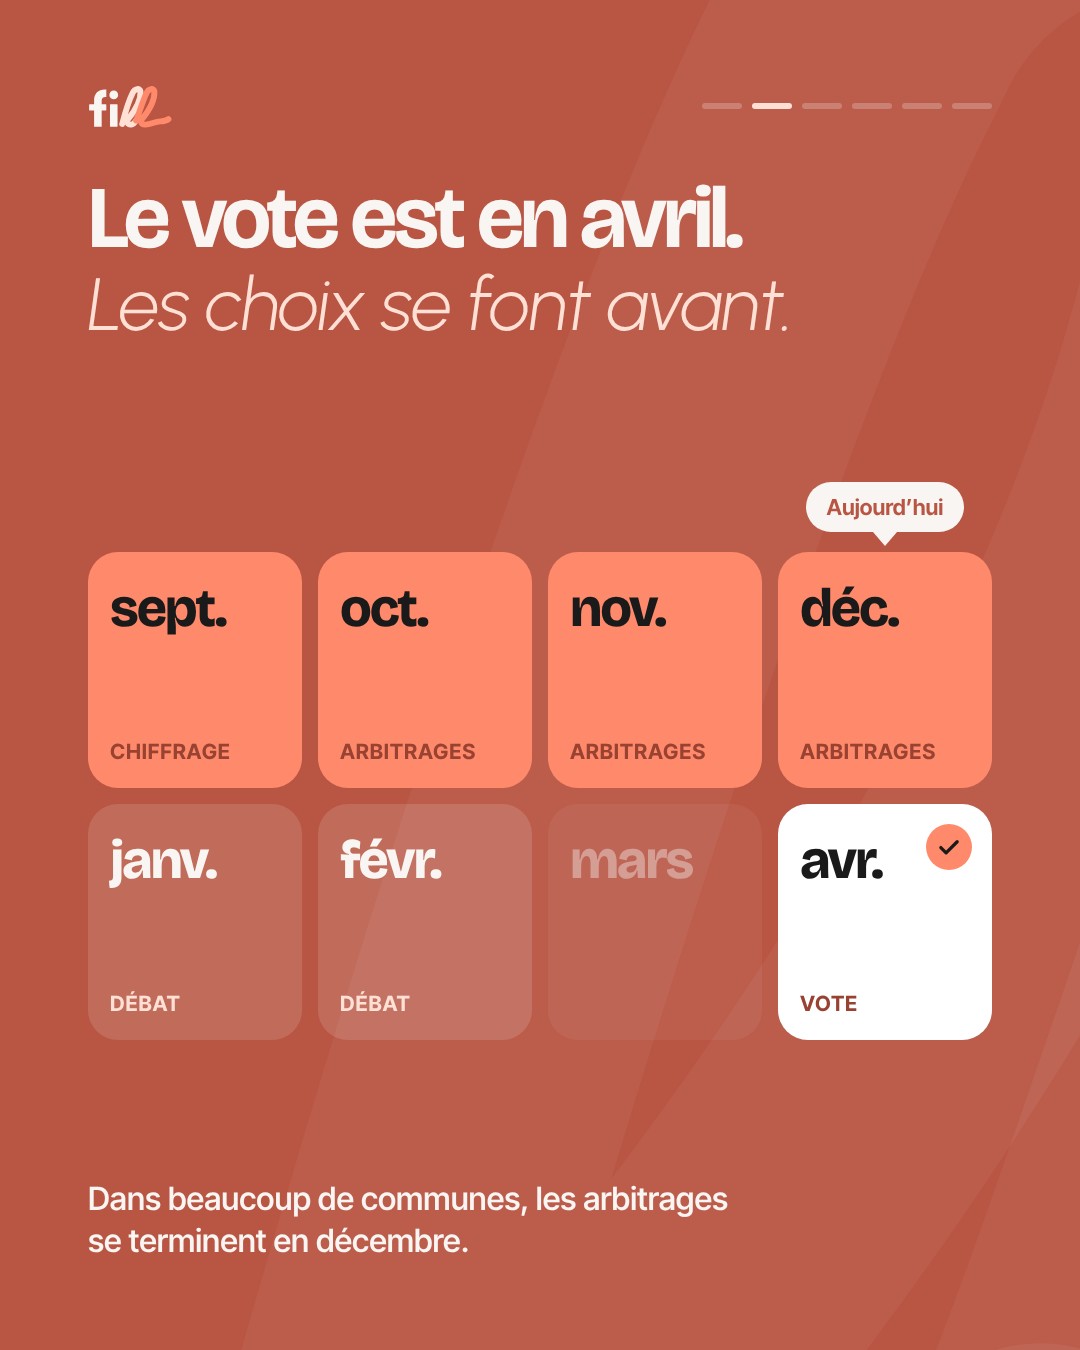 fill
Le vote est en avril.
Les choix se font avant.
Aujourd’hui
sept.
CHIFFRAGE
oct.
ARBITRAGES
nov.
ARBITRAGES
déc.
ARBITRAGES
janv.
DÉBAT
févr.
DÉBAT
mars
avr.
VOTE
Dans beaucoup de communes, les arbitrages
se terminent en décembre.